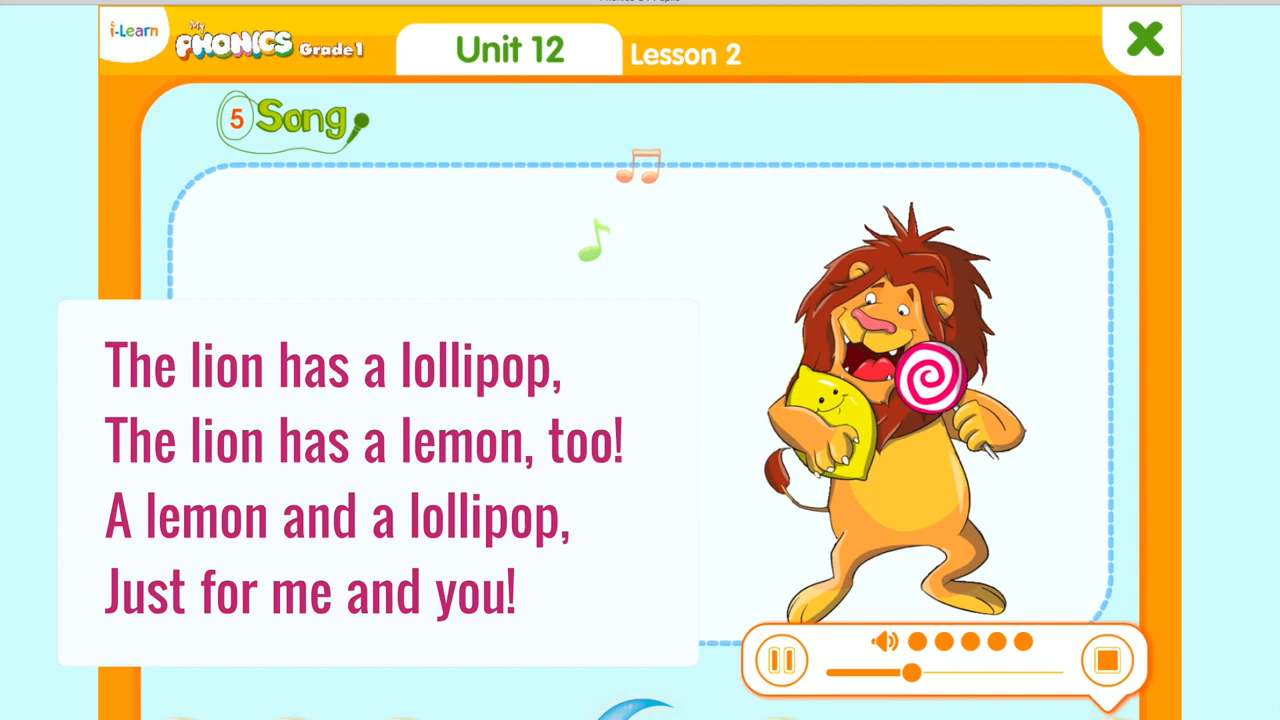 i-Learn
My
PHONICS Grade1
Unit 12
Lesson 2
5 Song
The lion has a lollipop,
The lion has a lemon, too!
A lemon and a lollipop,
Just for me and you!